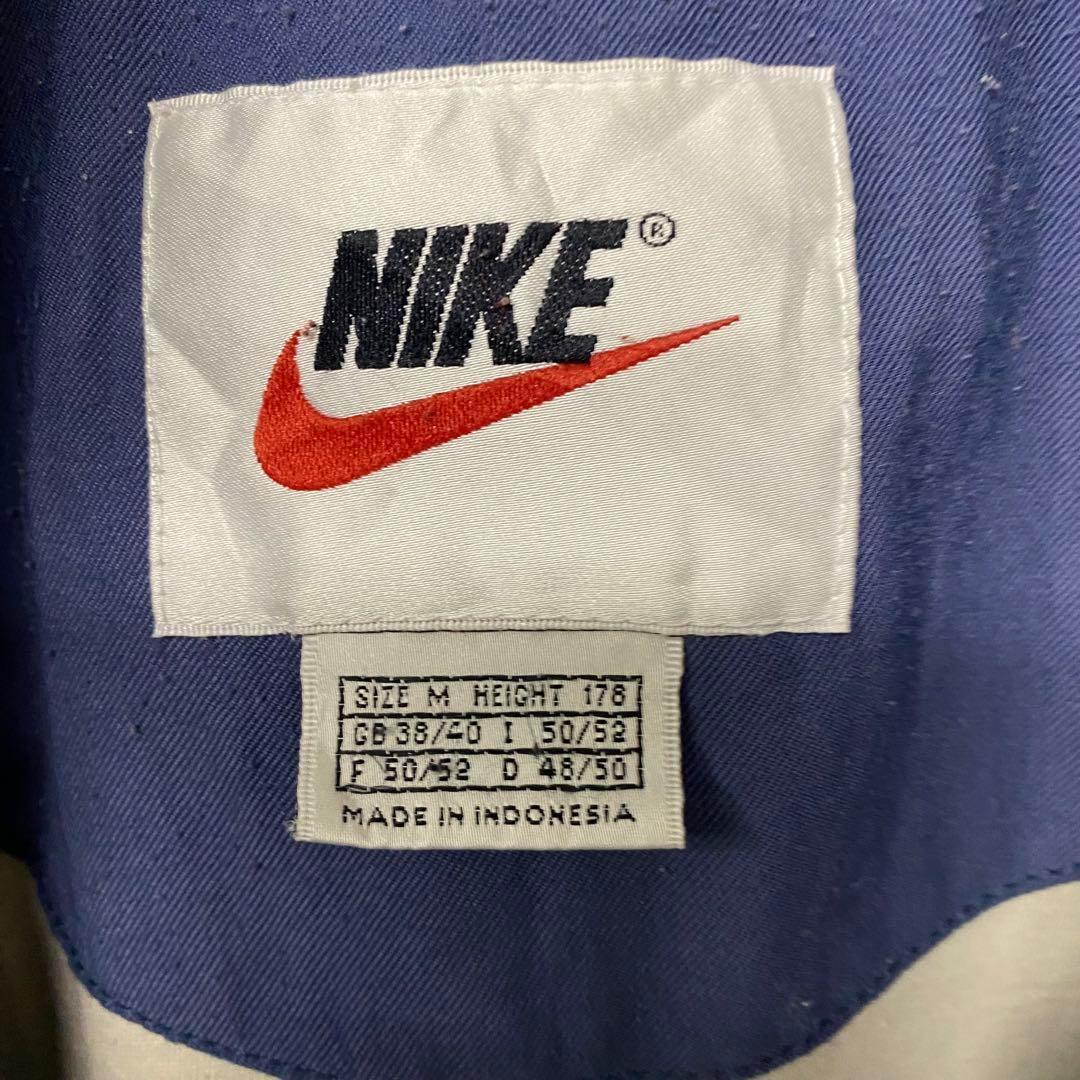 NIKE®
SIZE M HEIGHT 178
GB 38/40 I 50/52
F 50/52 D 48/50
MADE IN INDONESIA